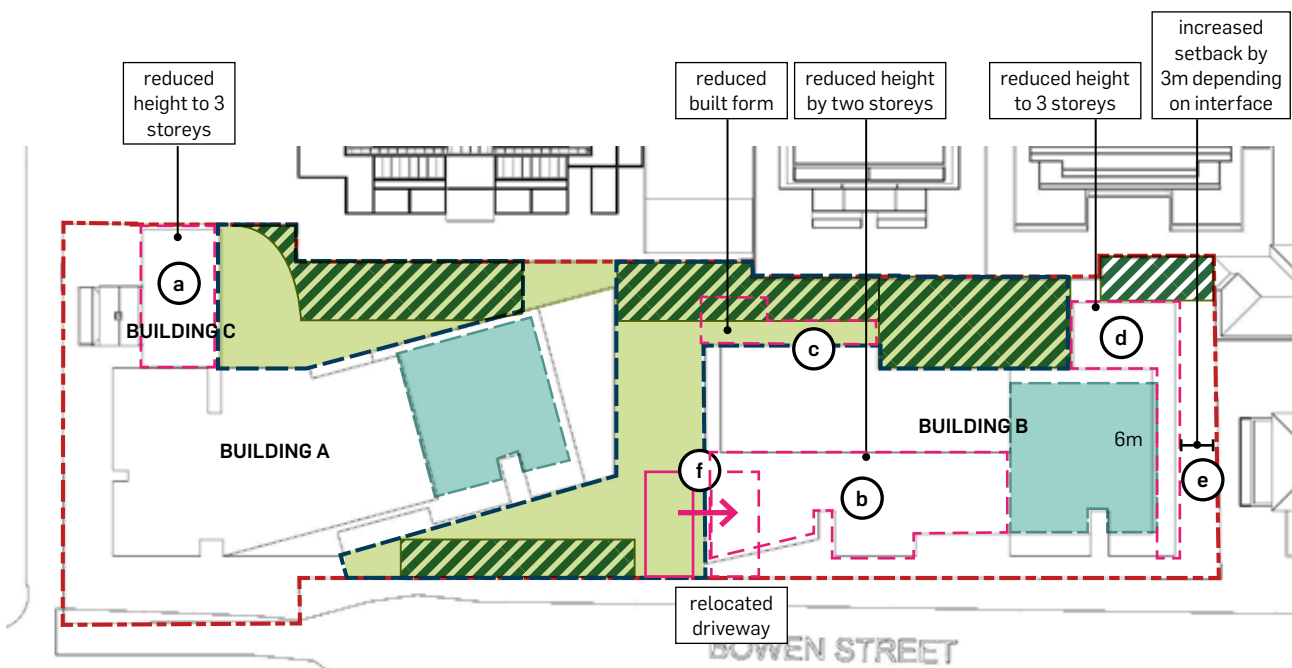 reduced
height to 3
storeys
reduced
built form
reduced height
by two storeys
reduced height
to 3 storeys
increased
setback by
3m depending
on interface
a
BUILDING C
c
d
BUILDING A
BUILDING B
6m
f
b
e
relocated
driveway
BOWEN STREET